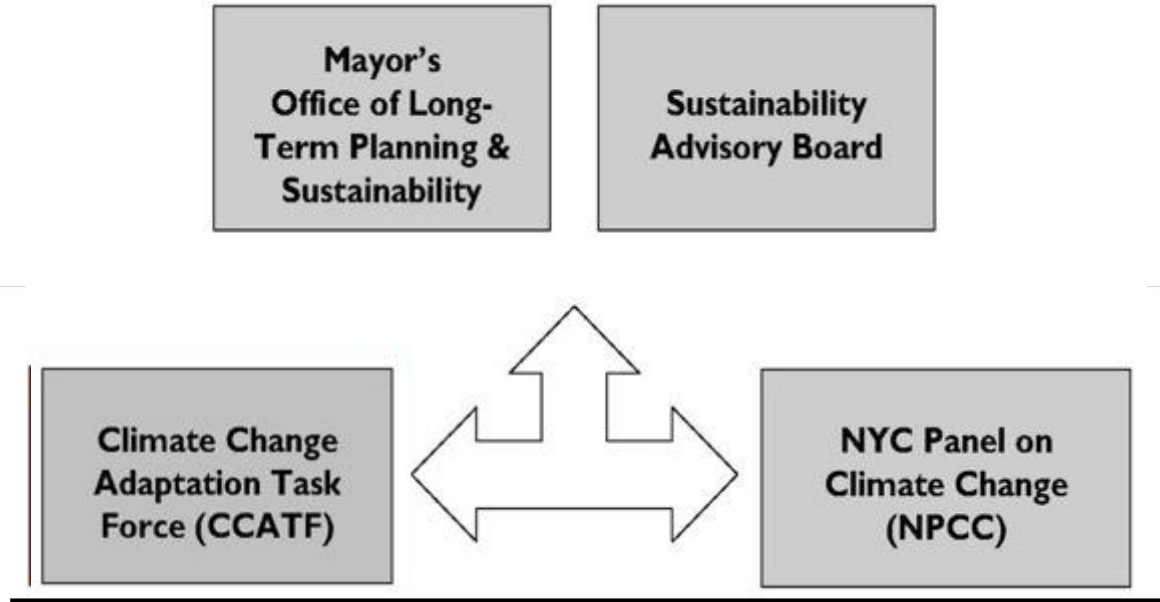 Mayor's
Office of Long-
Term Planning &
Sustainability
Sustainability
Advisory Board
Climate Change
Adaptation Task
Force (CCATF)
NYC Panel on
Climate Change
(NPCC)